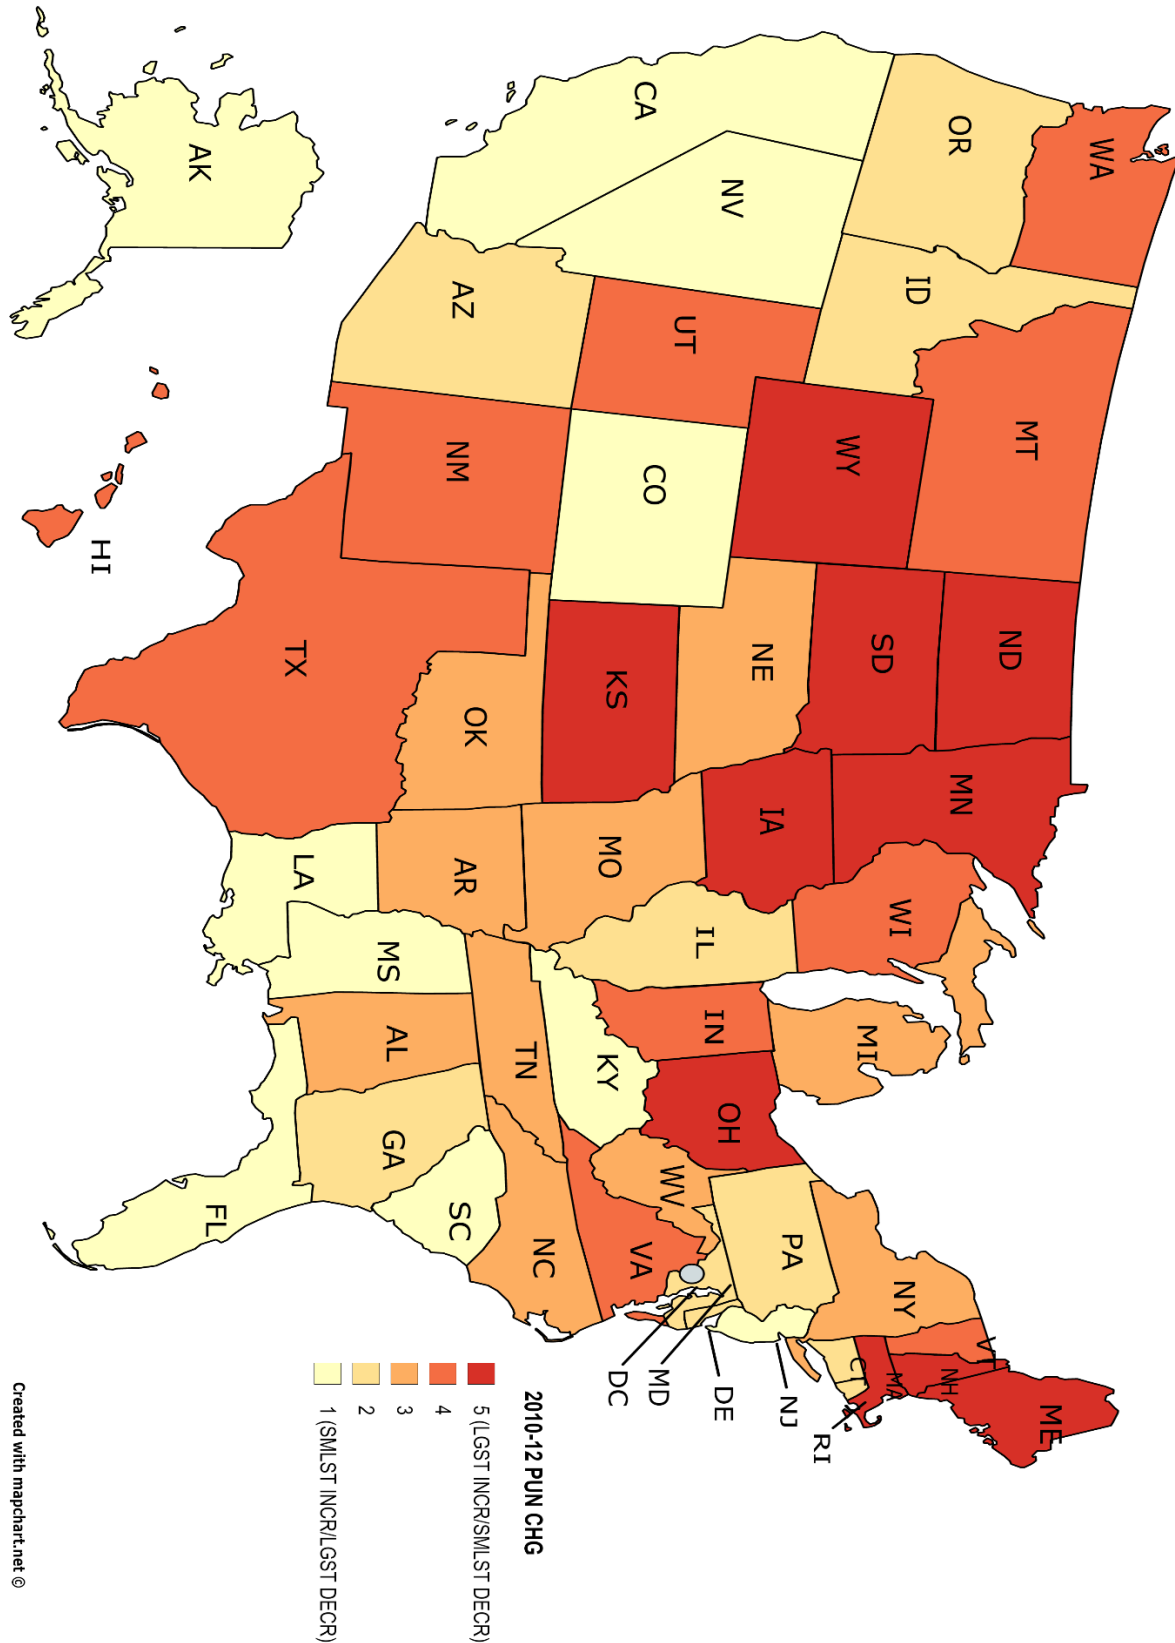 WA
OR
CA
NV
ID
MT
WY
UT
AZ
CO
NM
ND
SD
NE
KS
OK
TX
MN
IA
MO
AR
LA
WI
IL
MS
MI
IN
OH
KY
TN
AL
GA
FL
SC
NC
VA
WV
PA
NY
VT
NH
ME
MA
CT
RI
NJ
DE
MD
DC
AK
HI
2010-12 PUN CHG
5 (LGST INCR/SMLST DECR)
4
3
2
1 (SMLST INCR/LGST DECR)
Created with mapchart.net ©